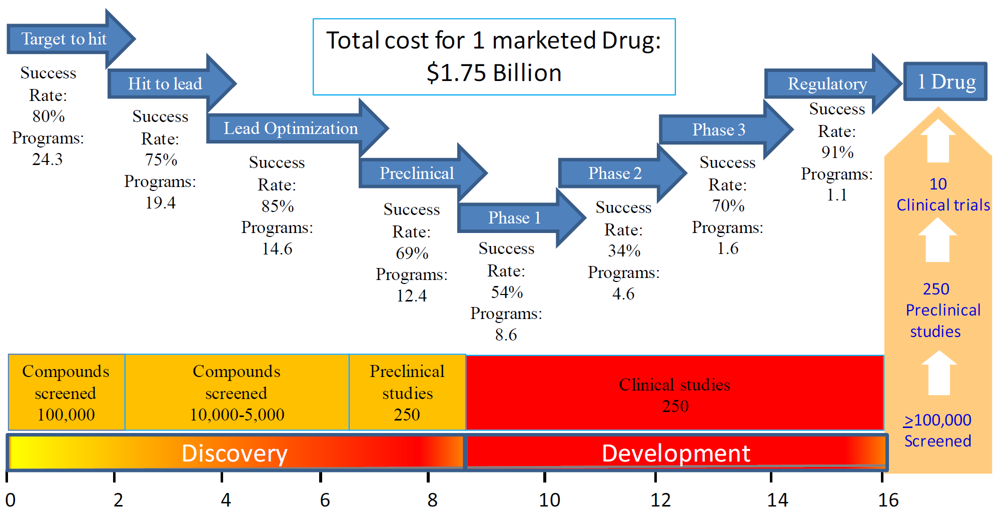 Target to hit
Success
Rate:
80%
Programs:
24.3
Hit to lead
Success
Rate:
75%
Programs:
19.4
Lead Optimization
Success
Rate:
85%
Programs:
14.6
Preclinical
Success
Rate:
69%
Programs:
12.4
Phase 1
Success
Rate:
54%
Programs:
8.6
Phase 2
Success
Rate:
34%
Programs:
4.6
Phase 3
Success
Rate:
70%
Programs:
1.6
Regulatory
Success
Rate:
91%
Programs:
1.1
1 Drug
Total cost for 1 marketed Drug:
$1.75 Billion
10
Clinical trials
250
Preclinical
studies
≥100,000
Screened
Compounds
screened
100,000
Compounds
screened
10,000-5,000
Preclinical
studies
250
Clinical studies
250
Discovery
Development
0 2 4 6 8 10 12 14 16